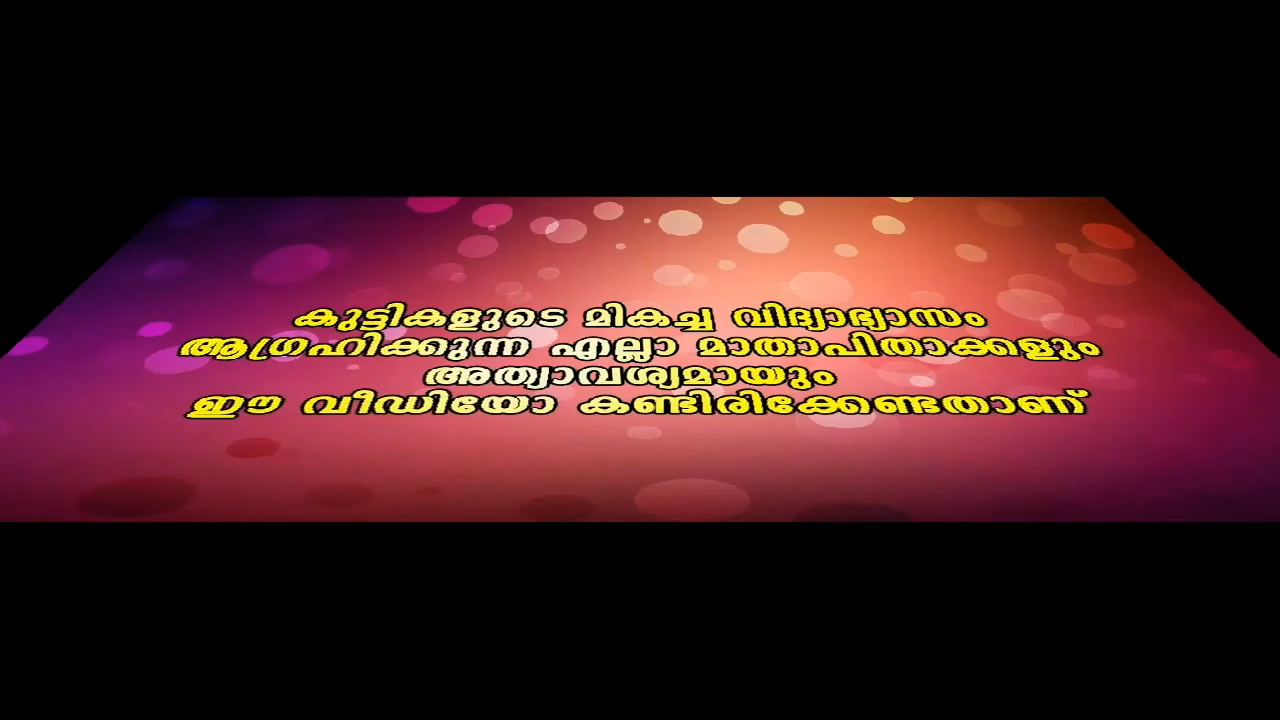 കുട്ടികളുടെ മികച്ച വിദ്യാഭ്യാസം
ആഗ്രഹിക്കുന്ന എല്ലാ മാതാപിതാക്കളും
അത്യാവശ്യമായും
ഈ വീഡിയോ കണ്ടിരിക്കേണ്ടതാണ്